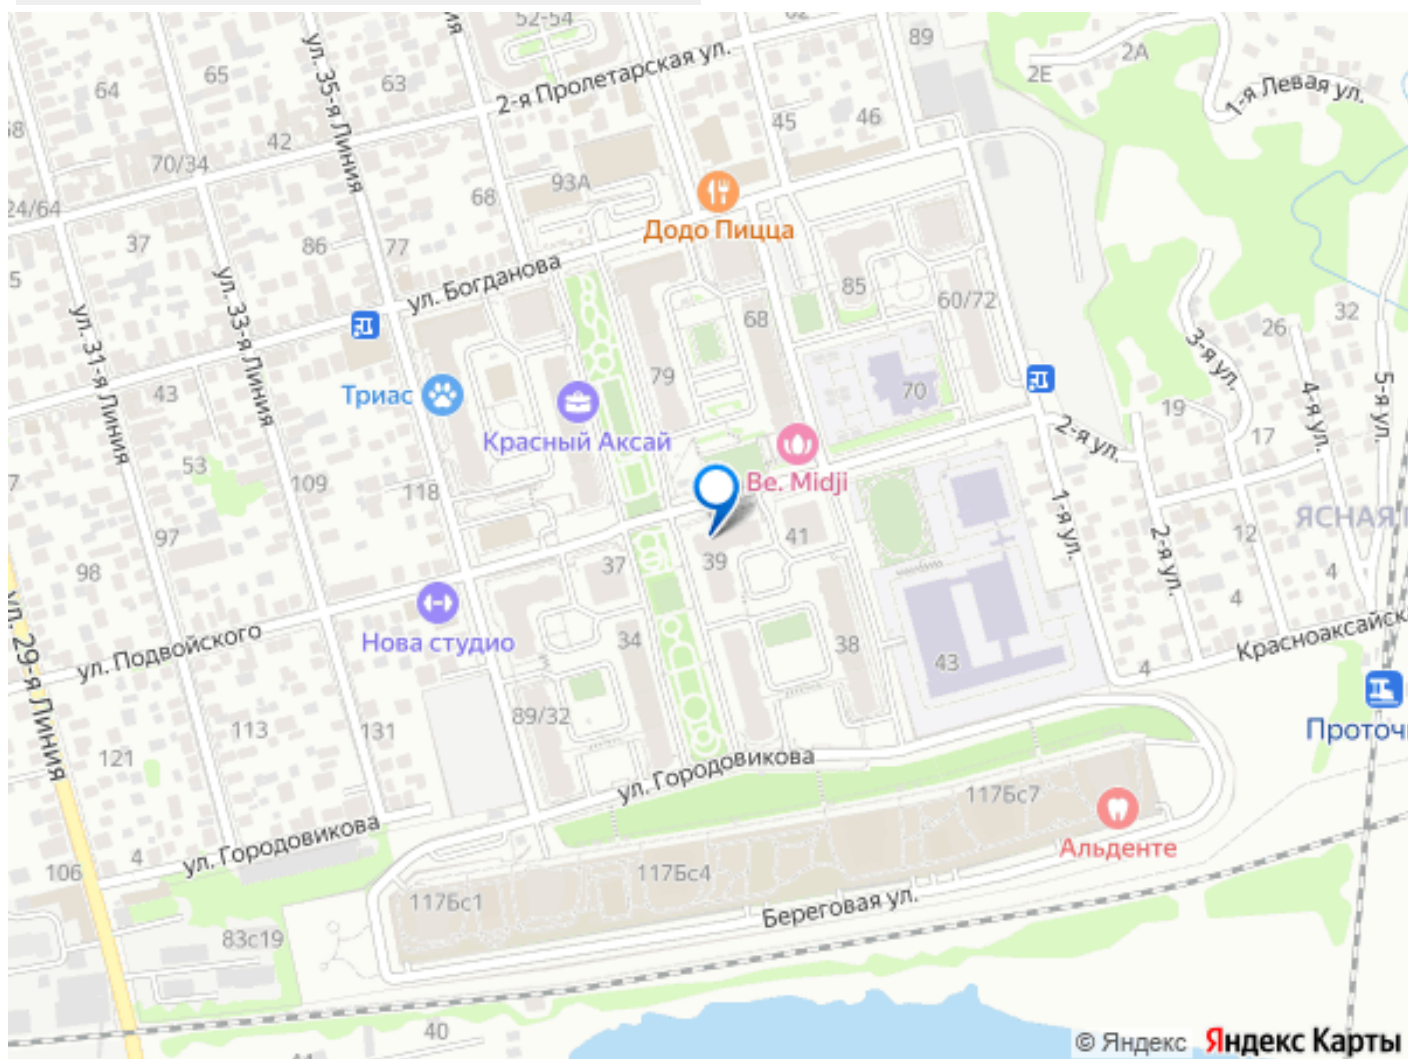 52-54
62
89
2А
2Е
1-я Левая ул.
ул. 35-я Линия
65
63
64
2-я Пролетарская ул.
45
46
42
70/34
93А
68
Додо Пицца
24/64
37
86
77
ул. Богданова
85
60/72
32
26
68
ул. 31-я Линия
ул. 33-я Линия
3-я ул.
4-я ул.
5-я ул.
43
Триас
79
70
19
17
Красный Аксай
2-я ул.
53
109
118
Be. Midji
ЯСНАЯ
1-я ул.
2-я ул.
12
97
98
37
39
41
4
4
ул. 29-я Линия
Нова студио
ул. Подвойского
34
38
43
4
Красноаксайск
113
131
89/32
121
Проточ
ул. Городовикова
117Бс7
ул. Городовикова
4
106
Альденте
117Бс4
117Бс1
Береговая ул.
83с19
40
© Яндекс Яндекс Карты